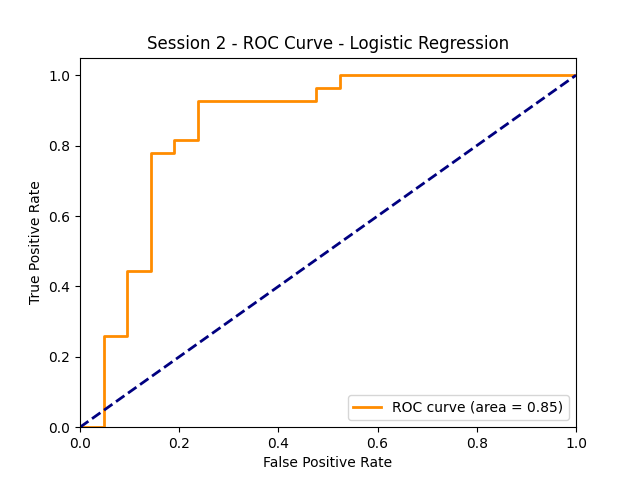 Session 2 - ROC Curve - Logistic Regression
True Positive Rate
1.0
0.8
0.6
0.4
0.2
0.0
ROC curve (area = 0.85)
0.0 0.2 0.4 0.6 0.8 1.0
False Positive Rate